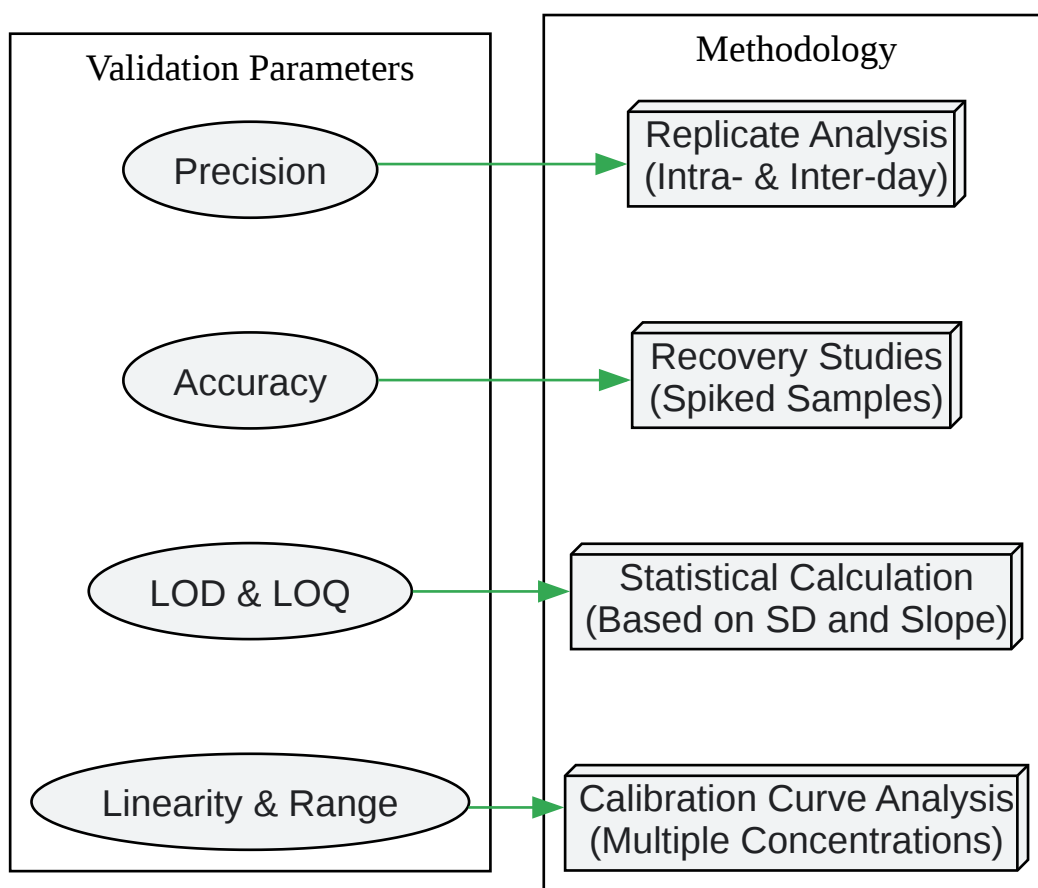 Validation Parameters
Methodology
Precision
Replicate Analysis
(Intra- & Inter-day)
Accuracy
Recovery Studies
(Spiked Samples)
LOD & LOQ
Statistical Calculation
(Based on SD and Slope)
Linearity & Range
Calibration Curve Analysis
(Multiple Concentrations)